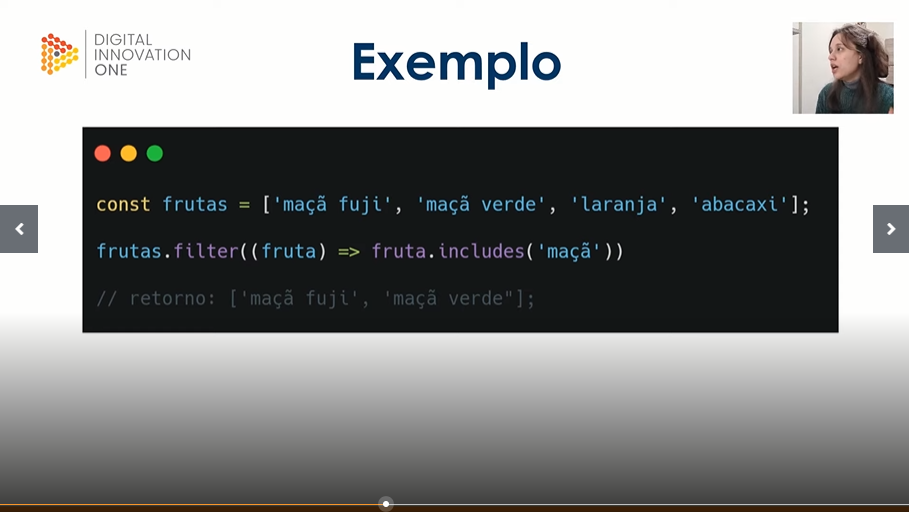 DIGITAL
INNOVATION
ONE
Exemplo
const frutas = ['maçã fuji', 'maçã verde', 'laranja', 'abacaxi'];
frutas.filter((fruta) => fruta.includes('maçã'))
// retorno: ['maçã fuji', 'maçã verde"];